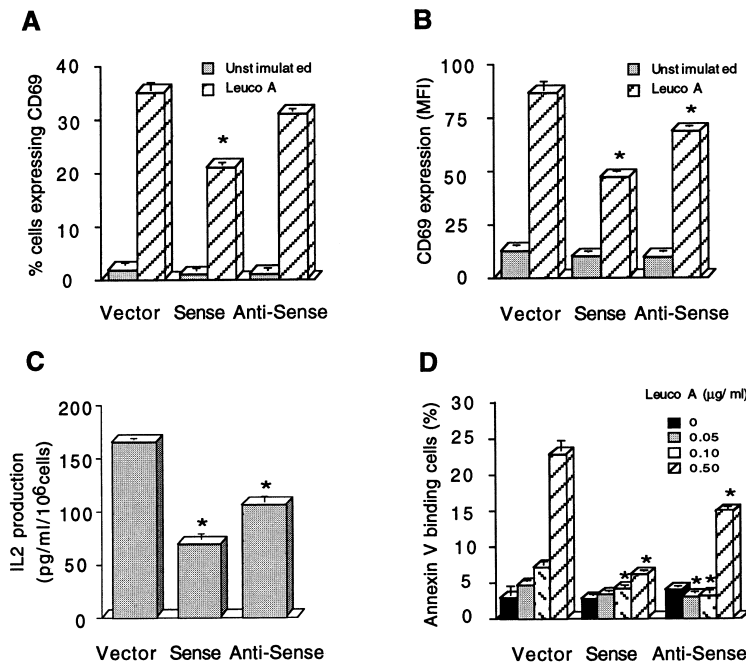 A
% cells expressing CD69
40
30
20
10
0
Unstimulated
Leuco A
*
Vector Sense Anti-Sense
B
CD69 expression (MFI)
100
75
50
25
0
Unstimulated
Leuco A
*
*
Vector Sense Anti-Sense
C
IL2 production
(pg/ml/10⁶cells)
200
150
100
50
0
*
*
Vector Sense Anti-Sense
D
Annexin V binding cells (%)
30
25
20
15
10
5
0
Leuco A (μg/ ml)
0
0.05
0.10
0.50
*
*
*
*
*
Vector Sense Anti-Sense